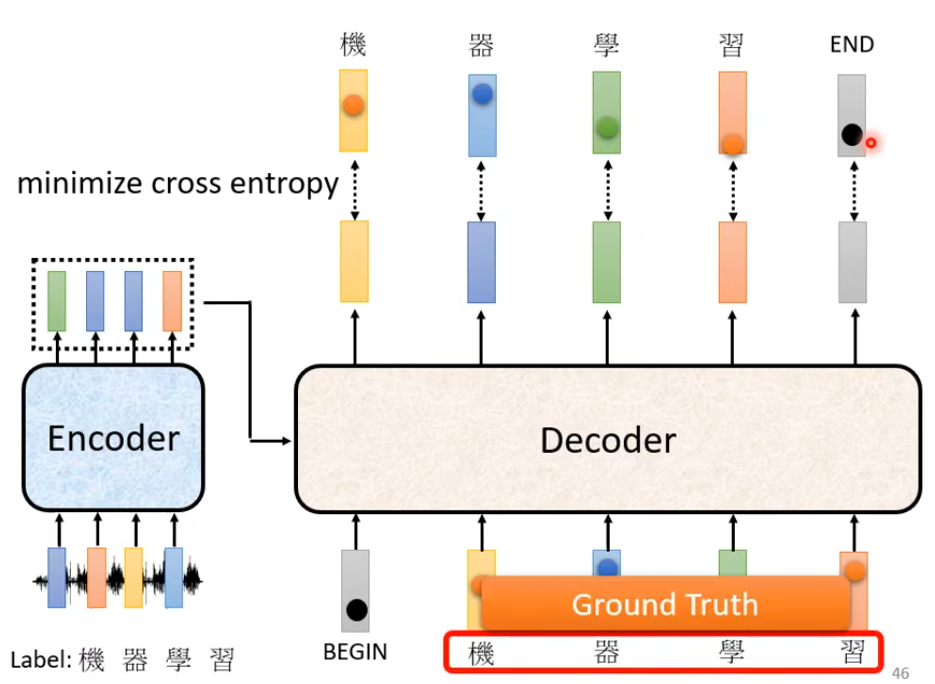 機 器 學 習 END
minimize cross entropy
Encoder
Decoder
Ground Truth
BEGIN 機 器 學 習
Label: 機 器 學 習
46